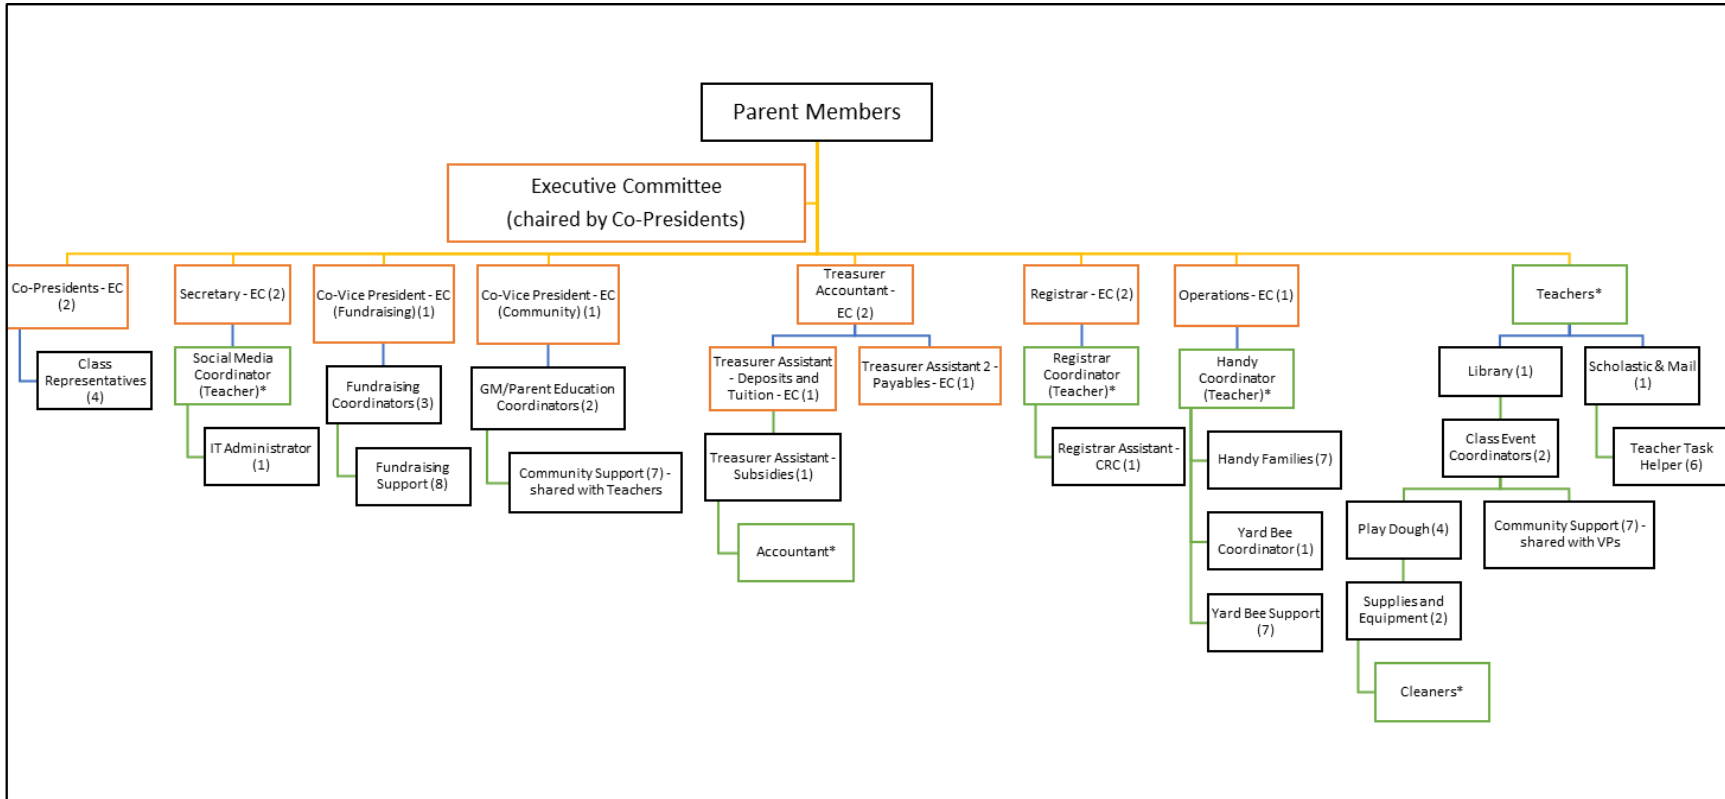 Parent Members
Executive Committee
(chaired by Co-Presidents)
Co-Presidents - EC
(2)
Secretary - EC (2)
Co-Vice President - EC
(Fundraising) (1)
Co-Vice President - EC
(Community) (1)
Treasurer
Accountant -
EC (2)
Registrar - EC (2)
Operations - EC (1)
Teachers*
Class
Representatives
(4)
Social Media
Coordinator
(Teacher)*
Fundraising
Coordinators (3)
GM/Parent Education
Coordinators (2)
Treasurer Assistant
- Deposits and
Tuition - EC (1)
Treasurer Assistant 2 -
Payables - EC (1)
Registrar
Coordinator
(Teacher)*
Handy
Coordinator
(Teacher)*
Library (1)
Scholastic & Mail
(1)
IT Administrator
(1)
Fundraising
Support (8)
Community Support (7) -
shared with Teachers
Treasurer Assistant -
Subsidies (1)
Registrar Assistant -
CRC (1)
Handy Families (7)
Class Event
Coordinators (2)
Teacher Task
Helper (6)
Accountant*
Yard Bee
Coordinator (1)
Play Dough (4)
Community Support (7) -
shared with VPs
Yard Bee Support
(7)
Supplies and
Equipment (2)
Cleaners*